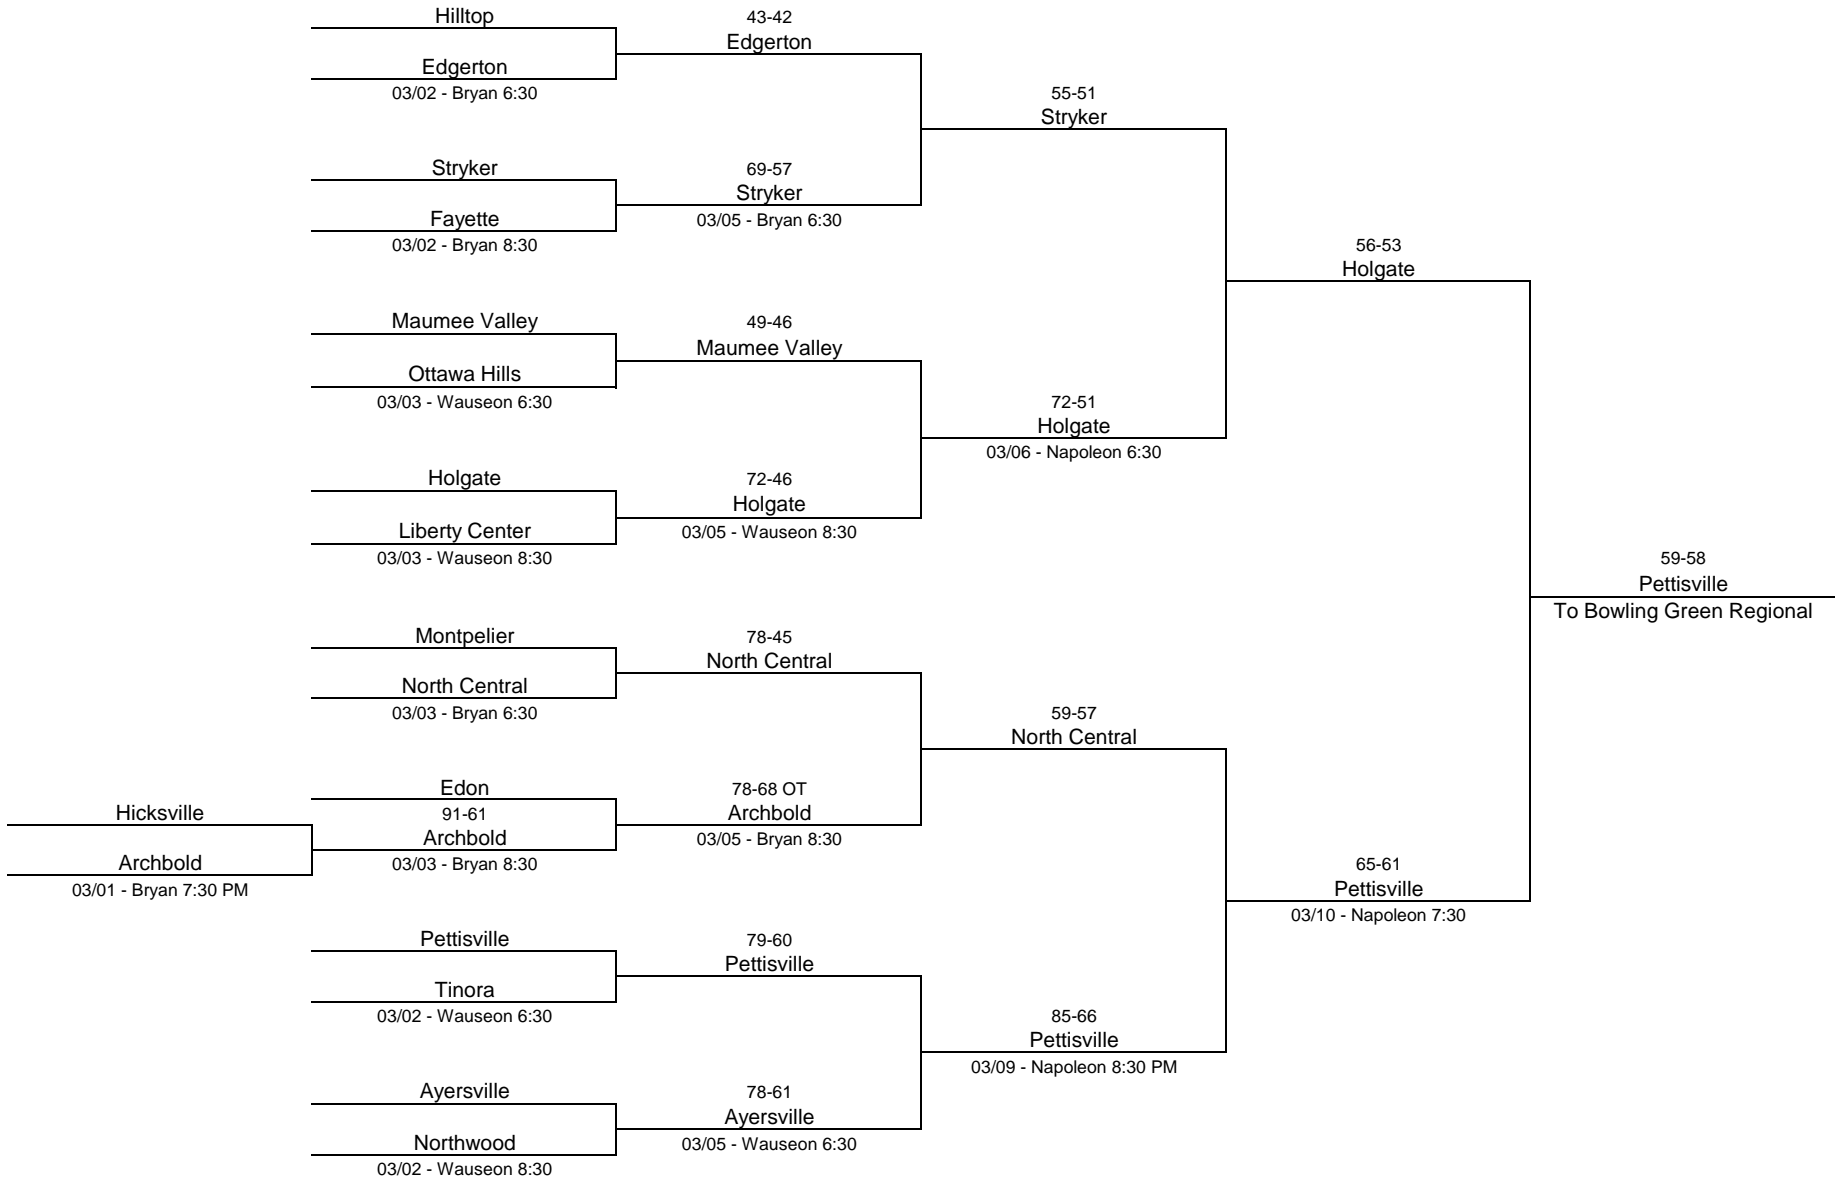 Hilltop
43-42
Edgerton
Edgerton
03/02 - Bryan 6:30
55-51
Stryker
Stryker
69-57
Stryker
Fayette
03/05 - Bryan 6:30
03/02 - Bryan 8:30
56-53
Holgate
Maumee Valley
49-46
Maumee Valley
Ottawa Hills
03/03 - Wauseon 6:30
72-51
Holgate
03/06 - Napoleon 6:30
Holgate
72-46
Holgate
Liberty Center
03/05 - Wauseon 8:30
03/03 - Wauseon 8:30
59-58
Pettisville
To Bowling Green Regional
Montpelier
78-45
North Central
North Central
03/03 - Bryan 6:30
59-57
North Central
Edon
78-68 OT
Hicksville
91-61
Archbold
Archbold
03/05 - Bryan 8:30
Archbold
03/03 - Bryan 8:30
03/01 - Bryan 7:30 PM
65-61
Pettisville
03/10 - Napoleon 7:30
Pettisville
79-60
Pettisville
Tinora
03/02 - Wauseon 6:30
85-66
Pettisville
03/09 - Napoleon 8:30 PM
Ayersville
78-61
Ayersville
Northwood
03/05 - Wauseon 6:30
03/02 - Wauseon 8:30